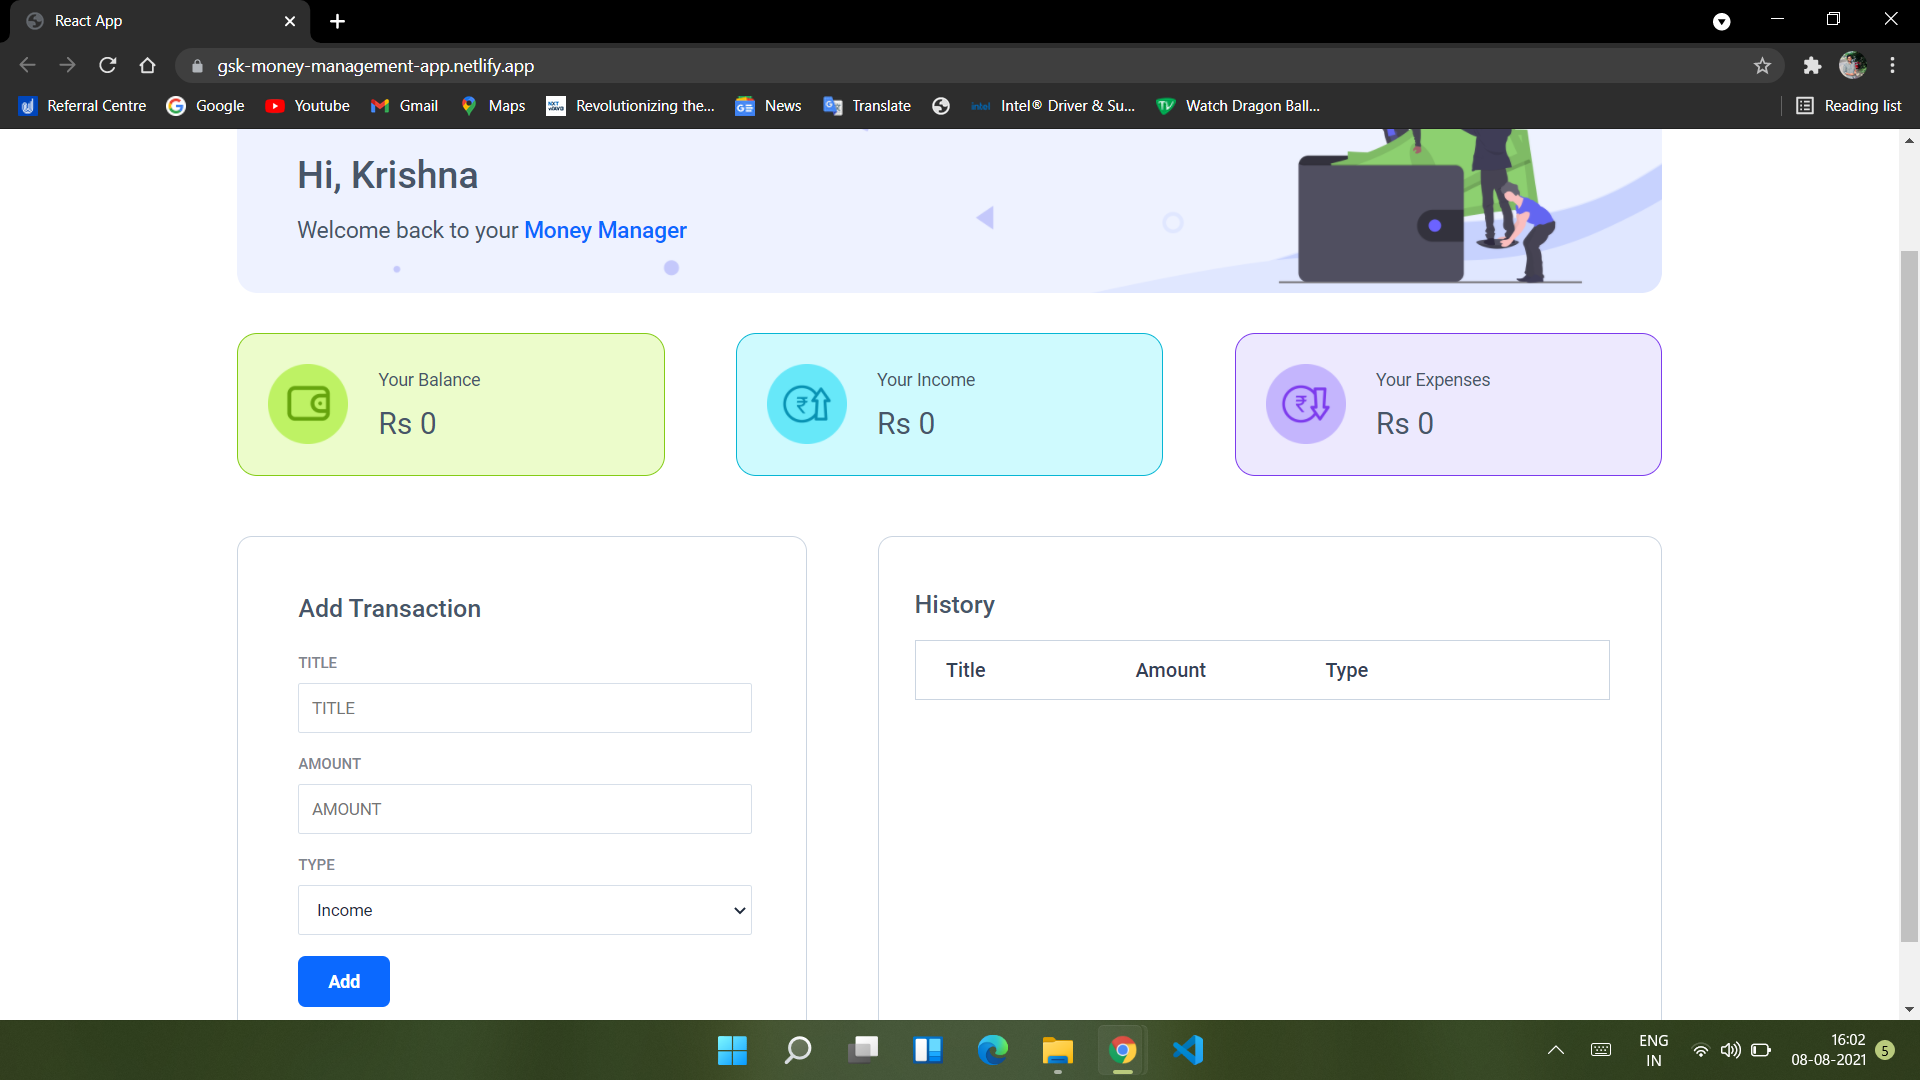 React App
gsk-money-management-app.netlify.app
Referral Centre Google Youtube Gmail Maps Revolutionizing the... News Translate Intel® Driver & Su... Watch Dragon Ball... Reading list
Hi, Krishna
Welcome back to your Money Manager
Your Balance
Rs 0
Your Income
Rs 0
Your Expenses
Rs 0
Add Transaction
TITLE
TITLE
AMOUNT
AMOUNT
TYPE
Income
Add
History
Title Amount Type
ENG
IN
16:02
08-08-2021
5